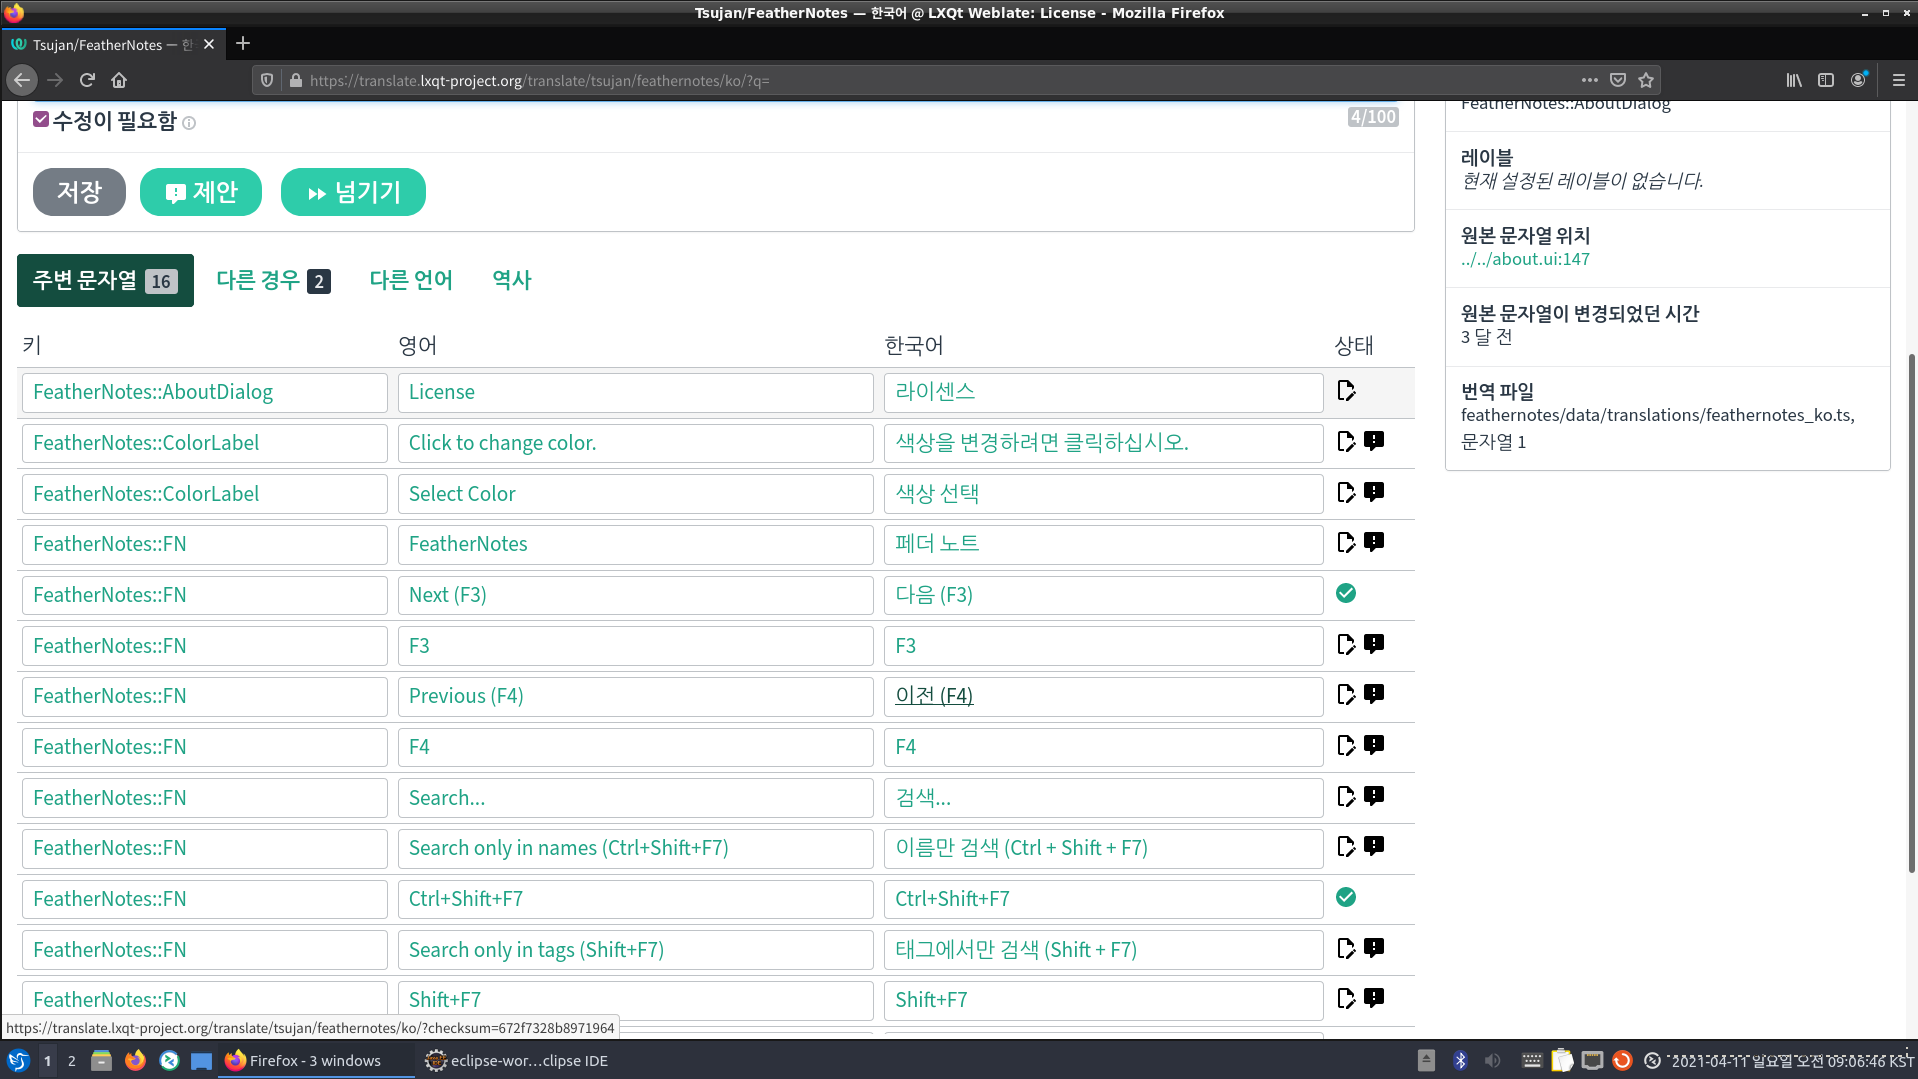 Tsujan/FeatherNotes — 한국어 @ LXQt Weblate: License - Mozilla Firefox
Tsujan/FeatherNotes — 한
https://translate.lxqt-project.org/translate/tsujan/feathernotes/ko/?q=
수정이 필요함
4/100
저장 제안 넘기기
주변 문자열 16 다른 경우 2 다른 언어 역사
키 영어 한국어 상태
FeatherNotes::AboutDialog License 라이센스
FeatherNotes::ColorLabel Click to change color. 색상을 변경하려면 클릭하십시오.
FeatherNotes::ColorLabel Select Color 색상 선택
FeatherNotes::FN FeatherNotes 페더 노트
FeatherNotes::FN Next (F3) 다음 (F3)
FeatherNotes::FN F3 F3
FeatherNotes::FN Previous (F4) 이전 (F4)
FeatherNotes::FN F4 F4
FeatherNotes::FN Search... 검색...
FeatherNotes::FN Search only in names (Ctrl+Shift+F7) 이름만 검색 (Ctrl + Shift + F7)
FeatherNotes::FN Ctrl+Shift+F7 Ctrl+Shift+F7
FeatherNotes::FN Search only in tags (Shift+F7) 태그에서만 검색 (Shift + F7)
FeatherNotes::FN Shift+F7 Shift+F7
FeatherNotes::AboutDialog
레이블
현재 설정된 레이블이 없습니다.
원본 문자열 위치
../../about.ui:147
원본 문자열이 변경되었던 시간
3 달 전
번역 파일
feathernotes/data/translations/feathernotes_ko.ts,
문자열 1
https://translate.lxqt-project.org/translate/tsujan/feathernotes/ko/?checksum=672f7328b8971964
1 2 Firefox - 3 windows eclipse-wor...clipse IDE 2021-04-11 일요일 오전 09:06:46 KST